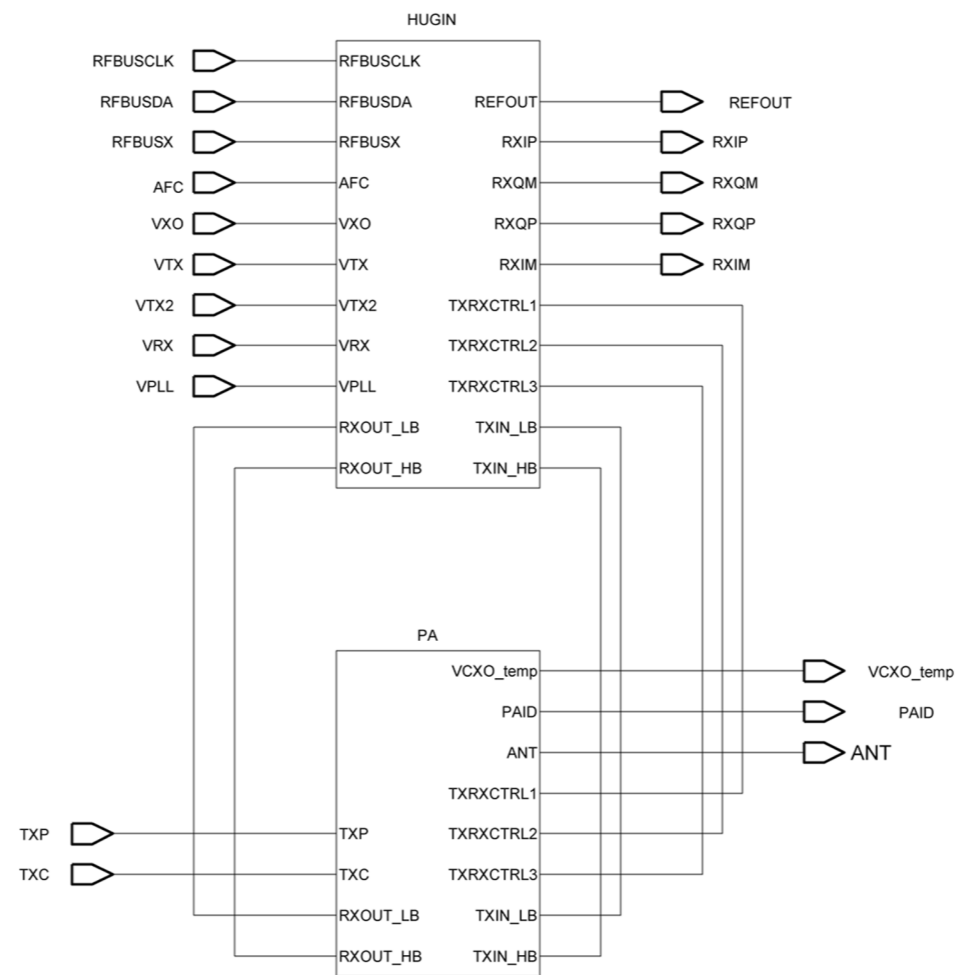 HUGIN
RFBUSCLK RFBUSCLK
RFBUSDA RFBUSDA REFOUT REFOUT
RFBUSX RFBUSX RXIP RXIP
AFC AFC RXQM RXQM
VXO VXO RXQP RXQP
VTX VTX RXIM RXIM
VTX2 VTX2 TXRXCTRL1
VRX VRX TXRXCTRL2
VPLL VPLL TXRXCTRL3
RXOUT_LB TXIN_LB
RXOUT_HB TXIN_HB
PA
VCXO_temp VCXO_temp
PAID PAID
ANT ANT
TXRXCTRL1
TXP TXP TXRXCTRL2
TXC TXC TXRXCTRL3
RXOUT_LB TXIN_LB
RXOUT_HB TXIN_HB